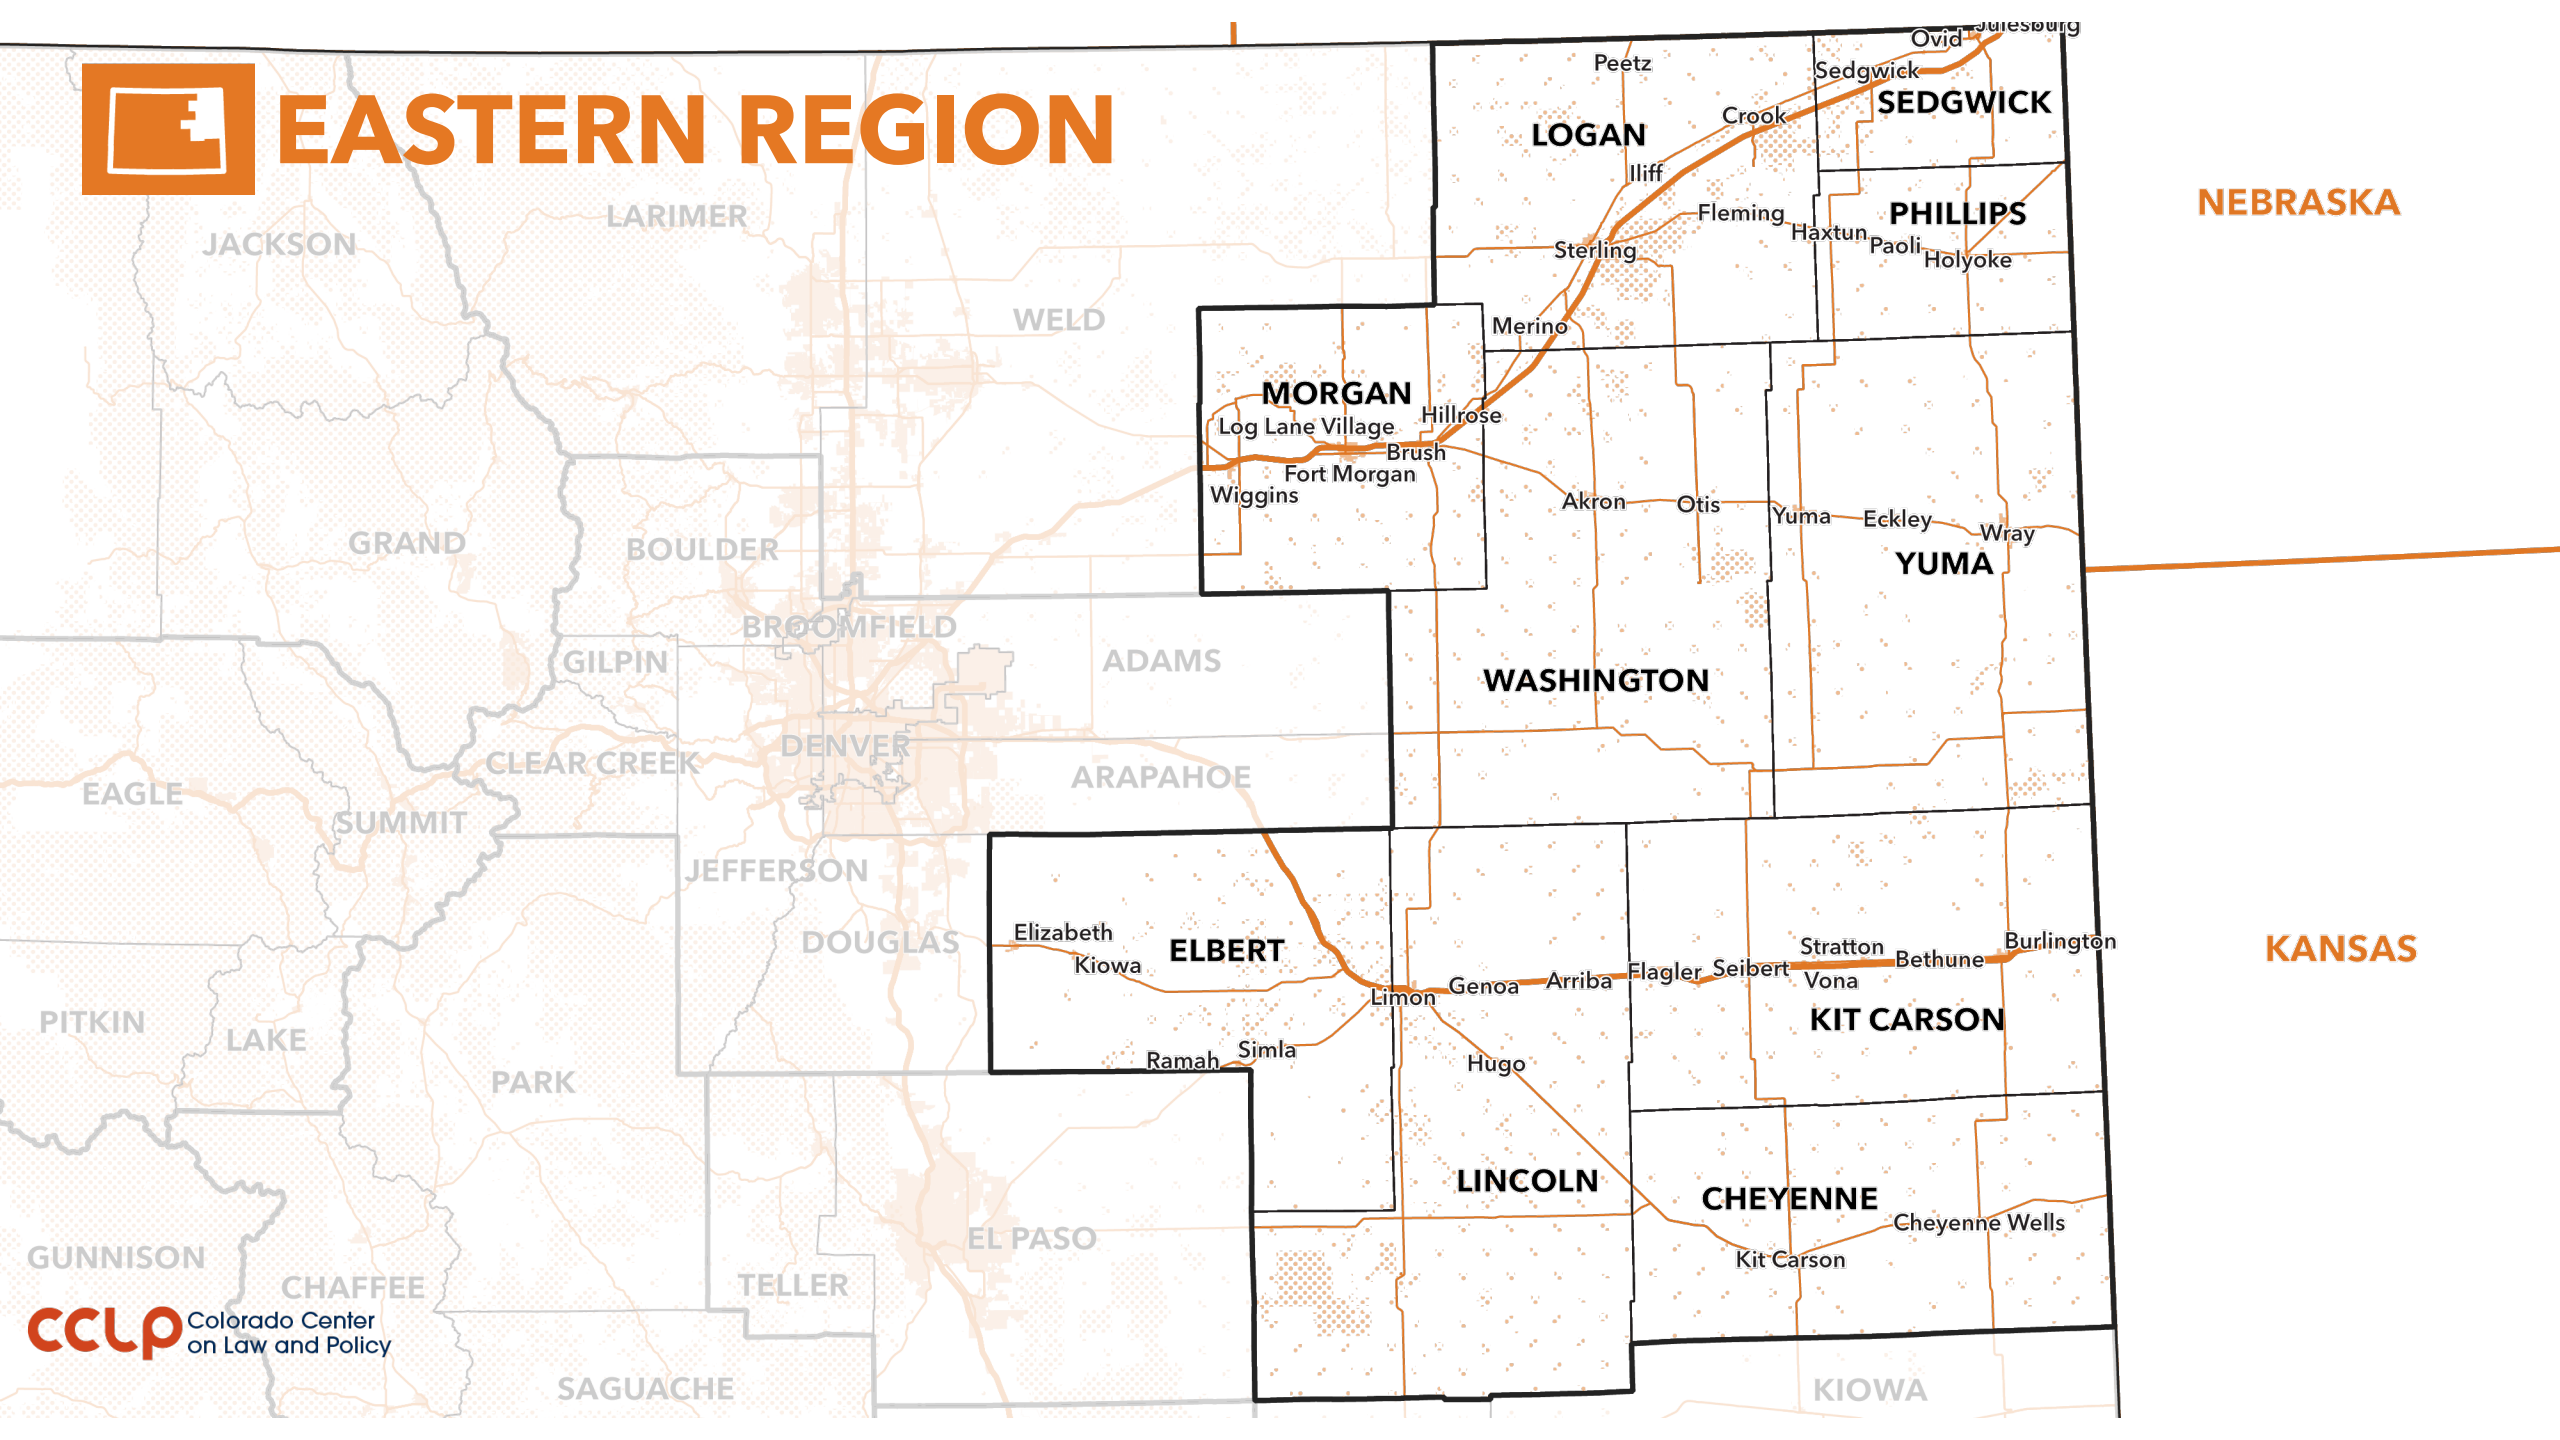 EASTERN REGION
Julesburg
Ovid
Peetz
Sedgwick
SEDGWICK
Crook
LOGAN
Iliff
NEBRASKA
Fleming
PHILLIPS
LARIMER
JACKSON
Haxtun
Paoli
Sterling
Holyoke
WELD
Merino
MORGAN
Hillrose
Log Lane Village
Brush
Fort Morgan
Wiggins
Akron
Otis
Yuma
Eckley
Wray
GRAND
BOULDER
YUMA
BROOMFIELD
GILPIN
ADAMS
WASHINGTON
DENVER
CLEAR CREEK
ARAPAHOE
EAGLE
SUMMIT
JEFFERSON
Elizabeth
DOUGLAS
ELBERT
Kiowa
Burlington
Stratton
KANSAS
Bethune
Flagler
Seibert
Vona
Arriba
Genoa
Limon
PITKIN
LAKE
KIT CARSON
Simla
Ramah
Hugo
PARK
LINCOLN
CHEYENNE
Cheyenne Wells
EL PASO
GUNNISON
Kit Carson
CHAFFEE
TELLER
CCLP
Colorado Center
on Law and Policy
SAGUACHE
KIOWA